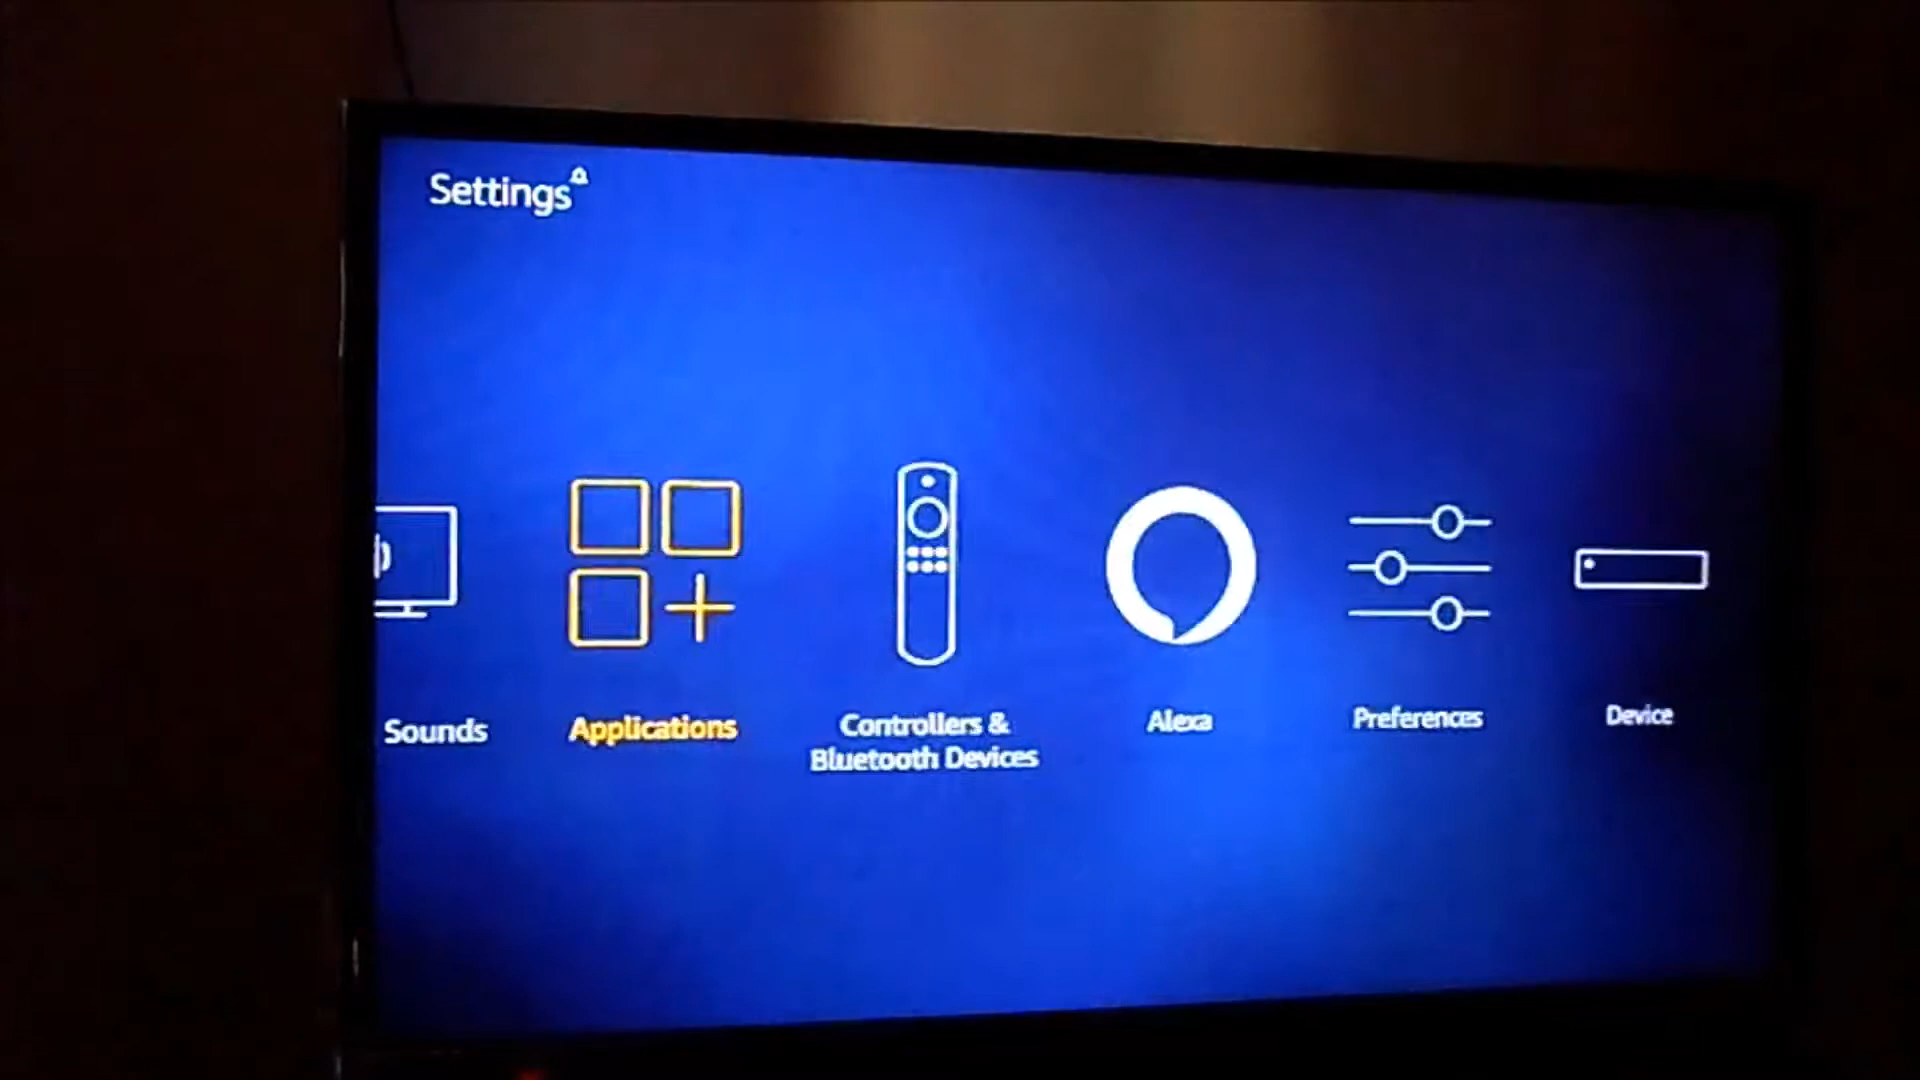 Settings
Sounds
Applications
Controllers &
Bluetooth Devices
Alexa
Preferences
Device